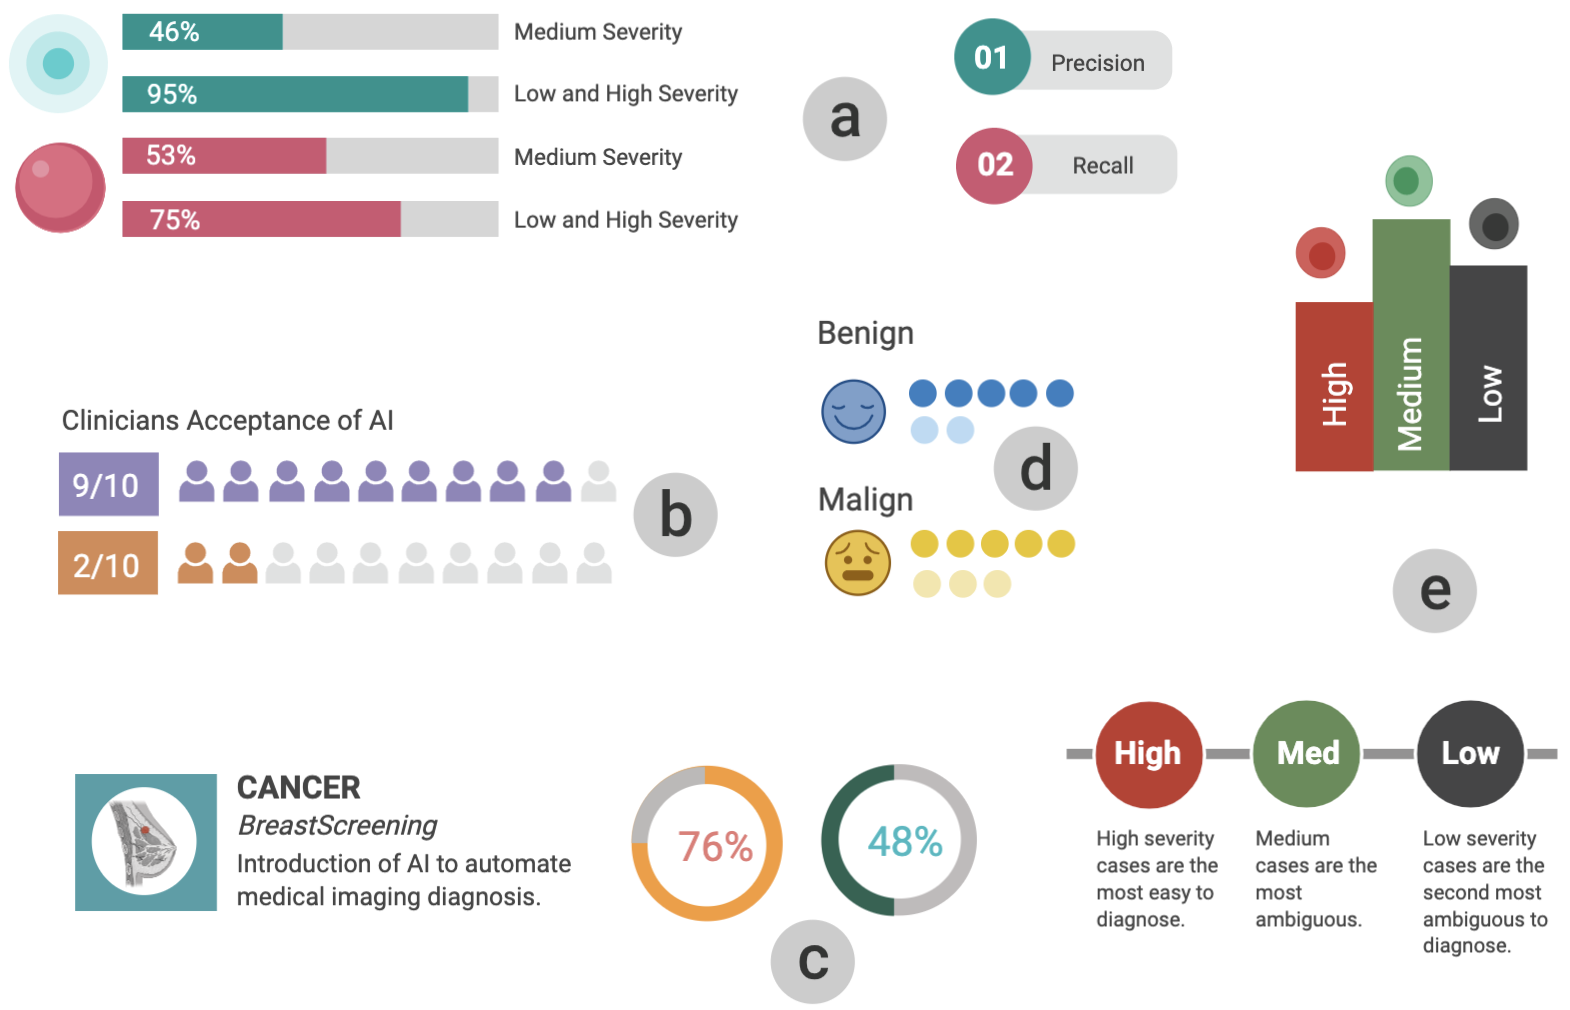 46%
Medium Severity
95%
Low and High Severity
53%
Medium Severity
75%
Low and High Severity
a
01
Precision
02
Recall
High
Medium
Low
Clinicians Acceptance of AI
9/10
2/10
b
Benign
Malign
d
e
CANCER
BreastScreening
Introduction of AI to automate
medical imaging diagnosis.
76%
48%
c
High
Med
Low
High severity
cases are the
most easy to
diagnose.
Medium
cases are the
most
ambiguous.
Low severity
cases are the
second most
ambiguous to
diagnose.